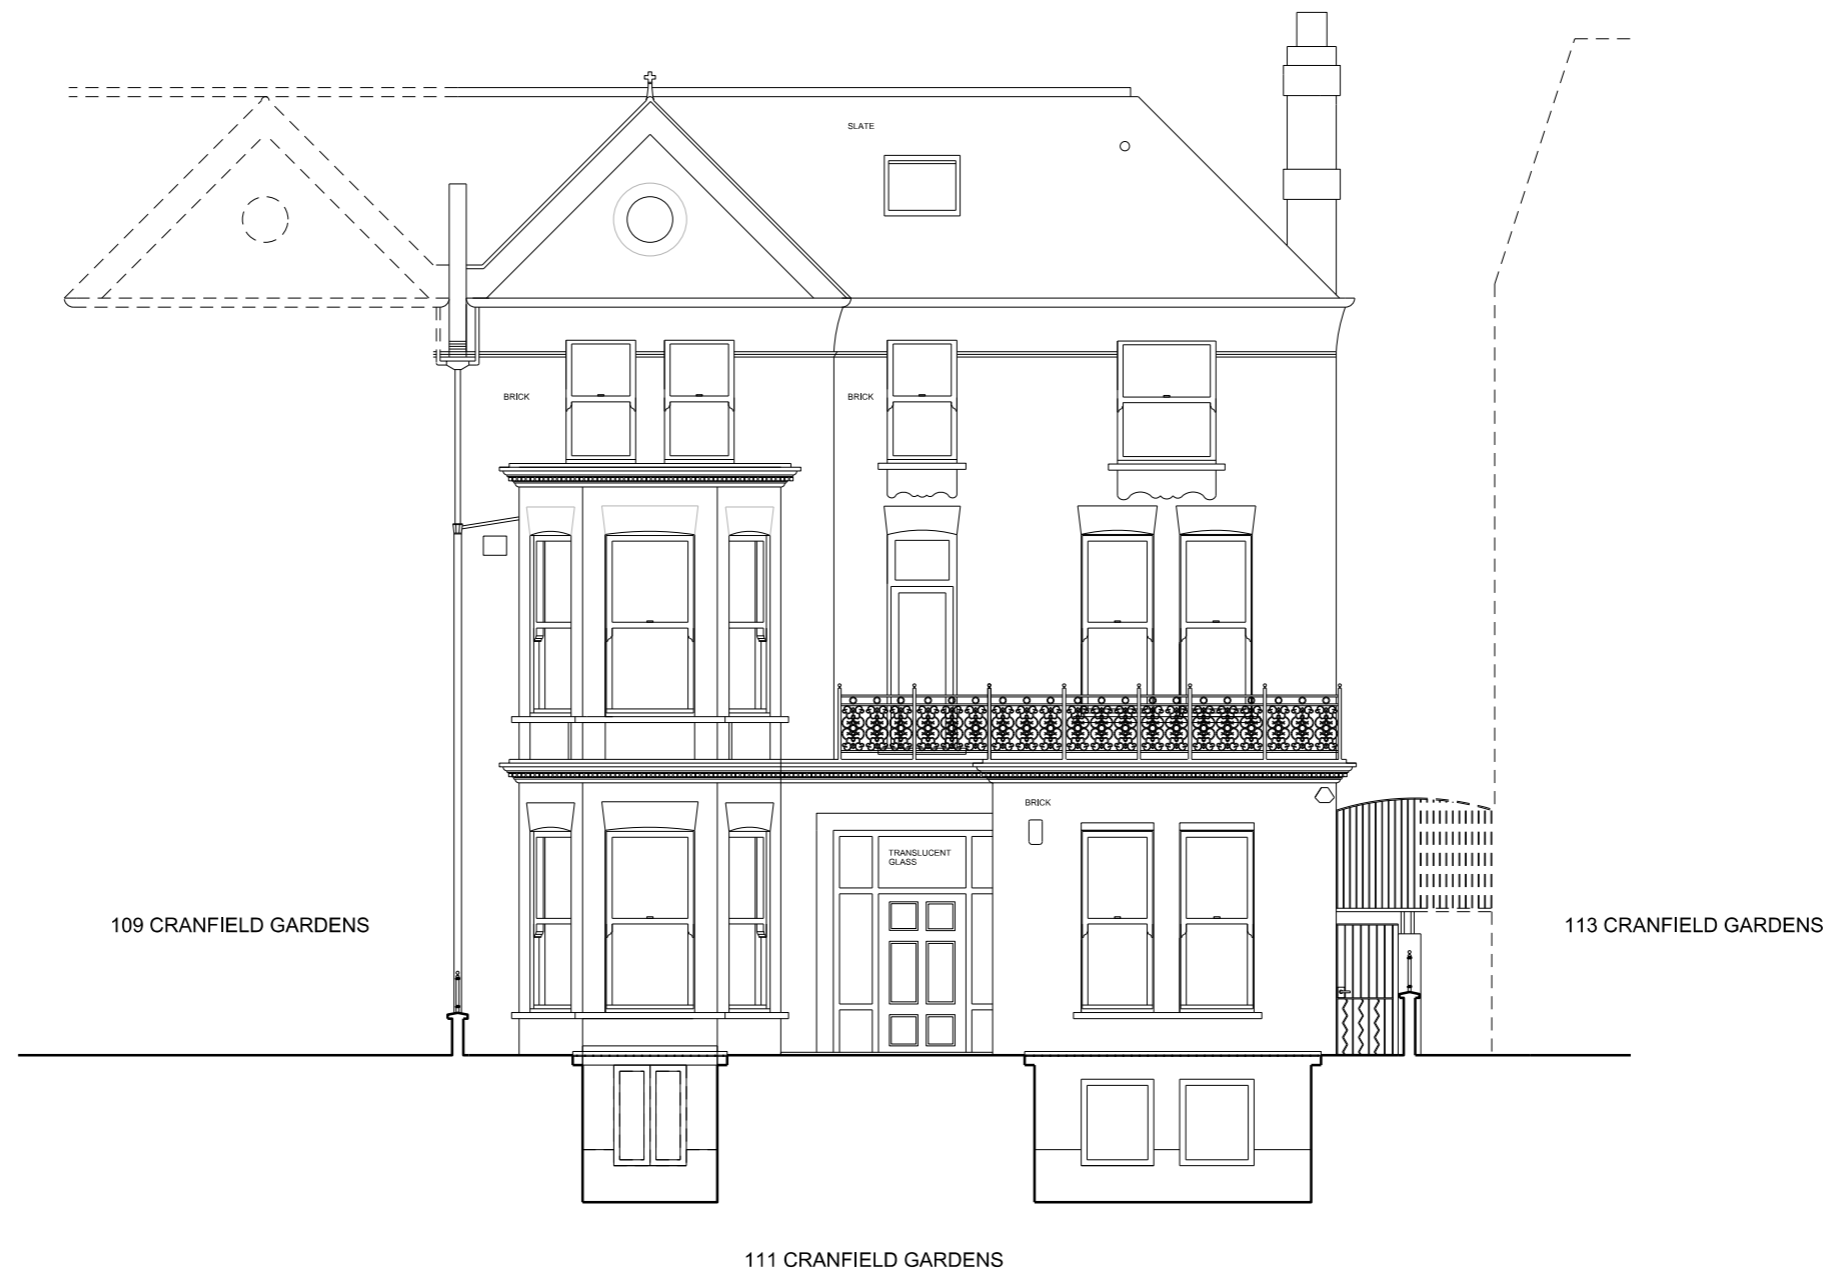 SLATE
BRICK
BRICK
BRICK
TRANSLUCENT
GLASS
109 CRANFIELD GARDENS
113 CRANFIELD GARDENS
111 CRANFIELD GARDENS